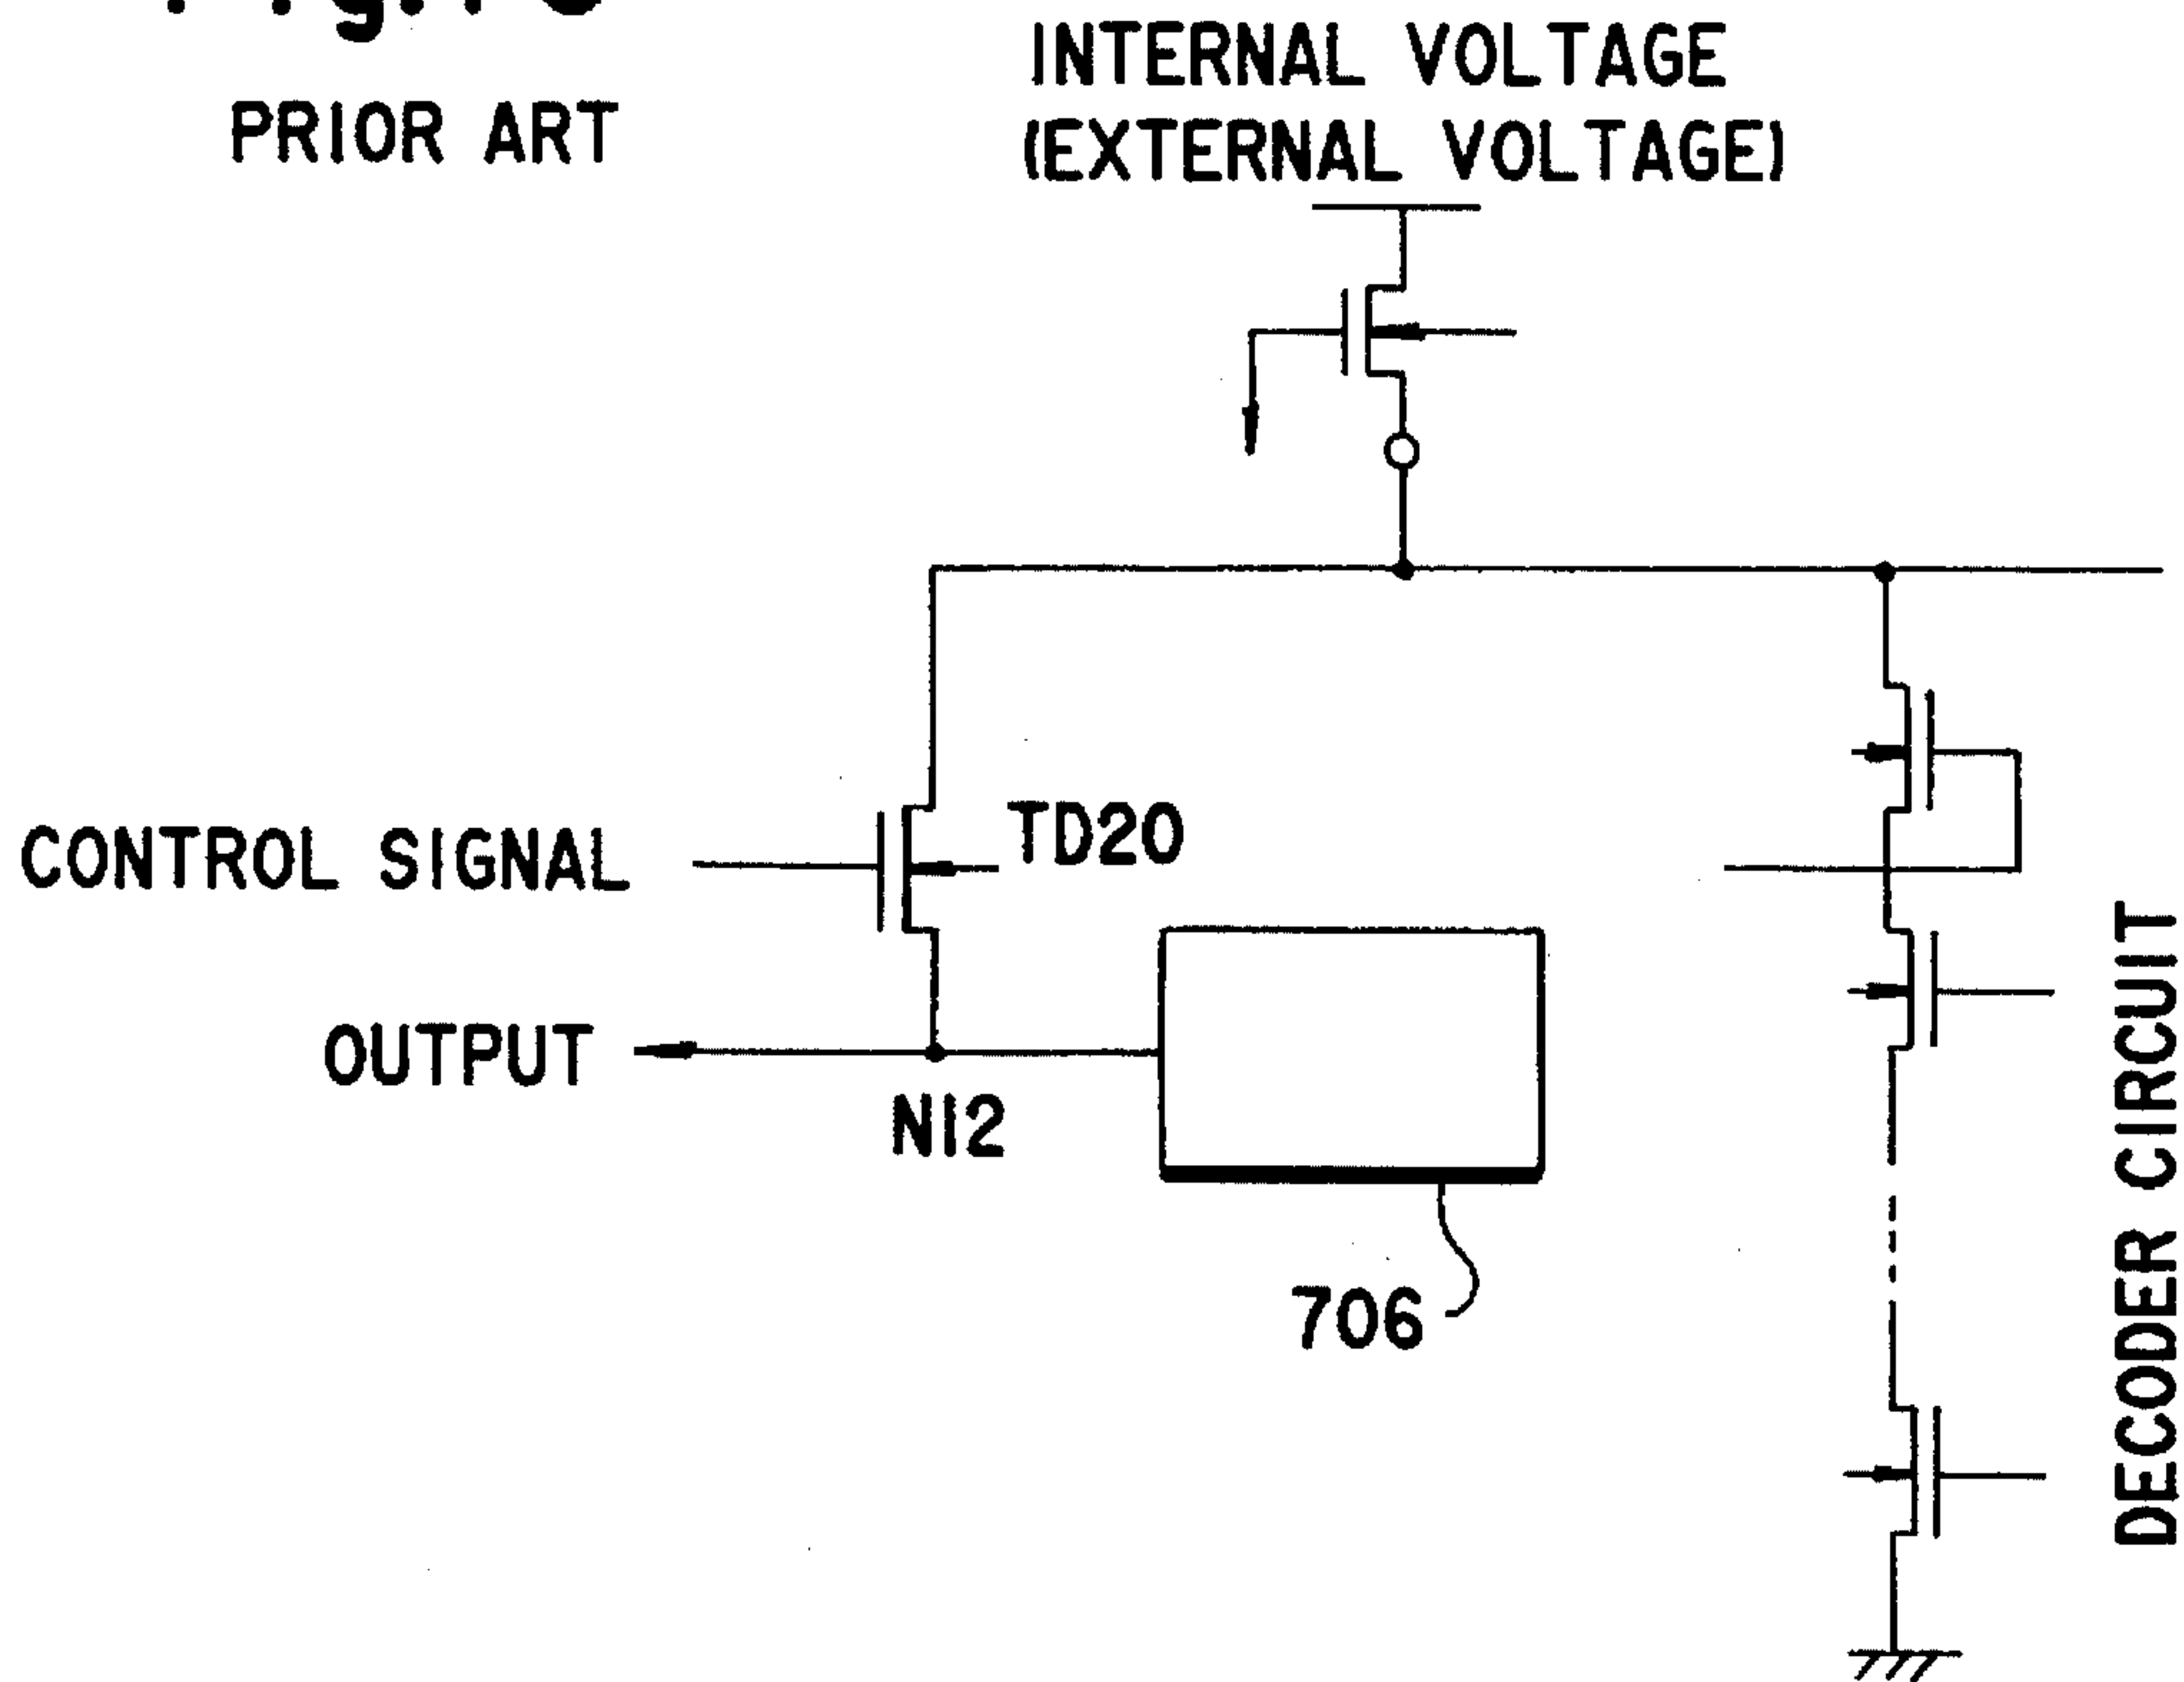 PRIOR ART
INTERNAL VOLTAGE
(EXTERNAL VOLTAGE)
CONTROL SIGNAL
TD20
OUTPUT
N12
706
DECODER CIRCUIT